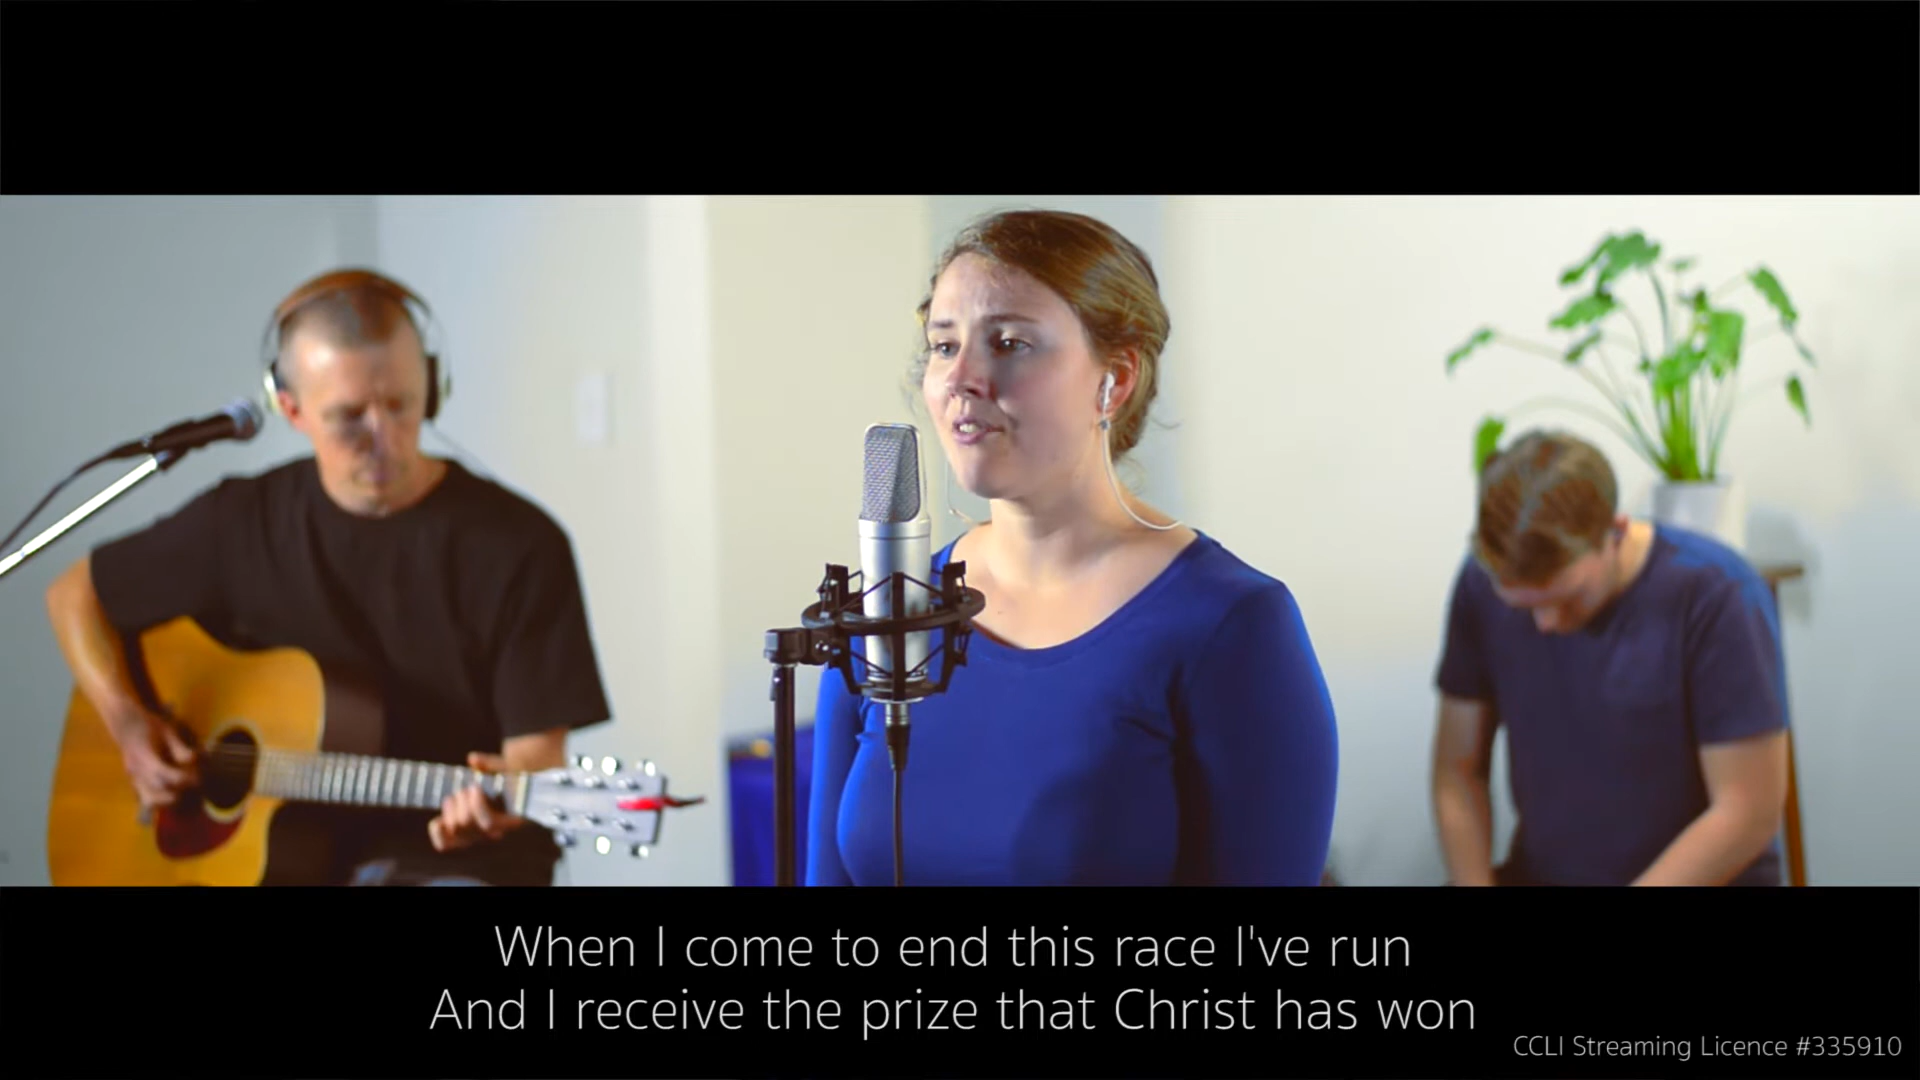 When I come to end this race I've run
And I receive the prize that Christ has won
CCLI Streaming Licence #335910